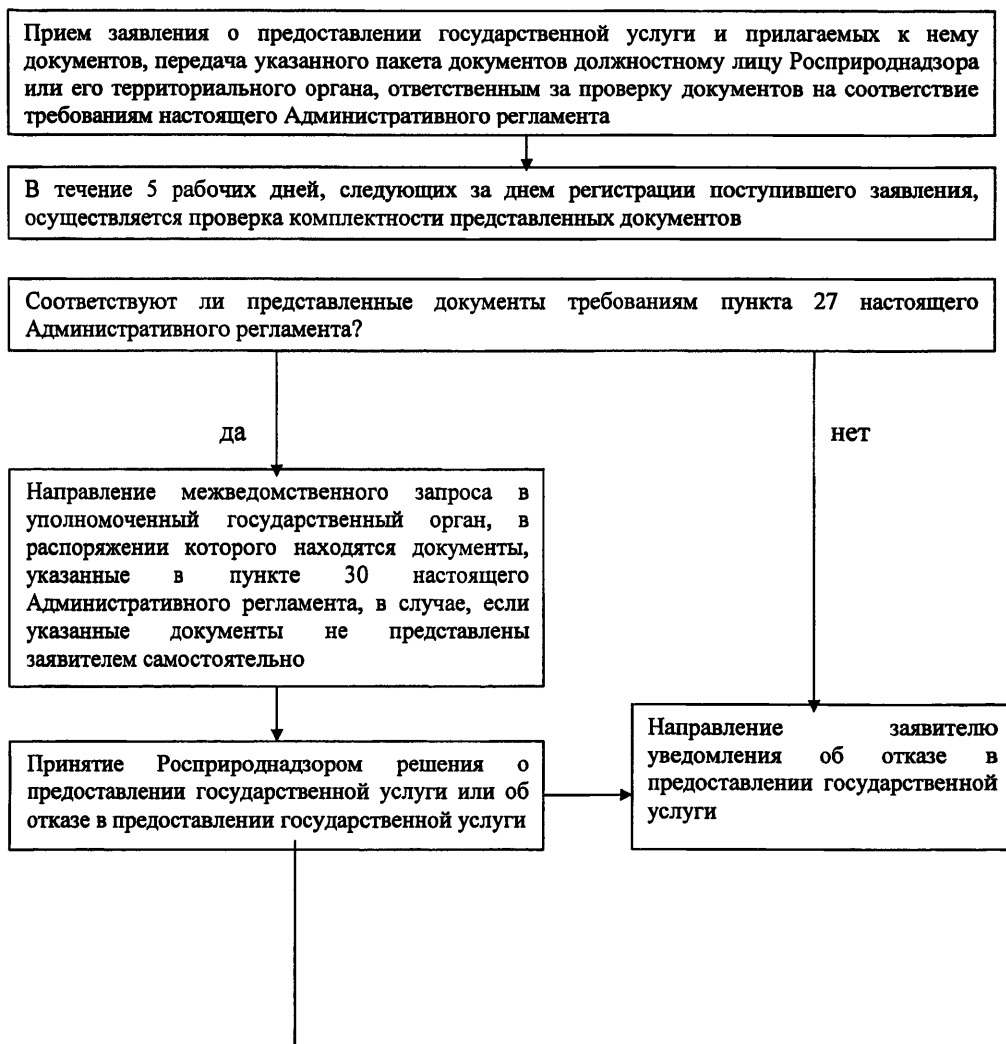 Прием заявления о предоставлении государственной услуги и прилагаемых к нему
документов, передача указанного пакета документов должностному лицу Росприроднадзора
или его территориального органа, ответственным за проверку документов на соответствие
требованиям настоящего Административного регламента
В течение 5 рабочих дней, следующих за днем регистрации поступившего заявления,
осуществляется проверка комплектности представленных документов
Соответствуют ли представленные документы требованиям пункта 27 настоящего
Административного регламента?
да
нет
Направление межведомственного запроса в
уполномоченный государственный орган, в
распоряжении которого находятся документы,
указанные в пункте 30 настоящего
Административного регламента, в случае, если
указанные документы не представлены
заявителем самостоятельно
Принятие Росприроднадзором решения о
предоставлении государственной услуги или об
отказе в предоставлении государственной услуги
Направление заявителю
уведомления об отказе в
предоставлении государственной
услуги